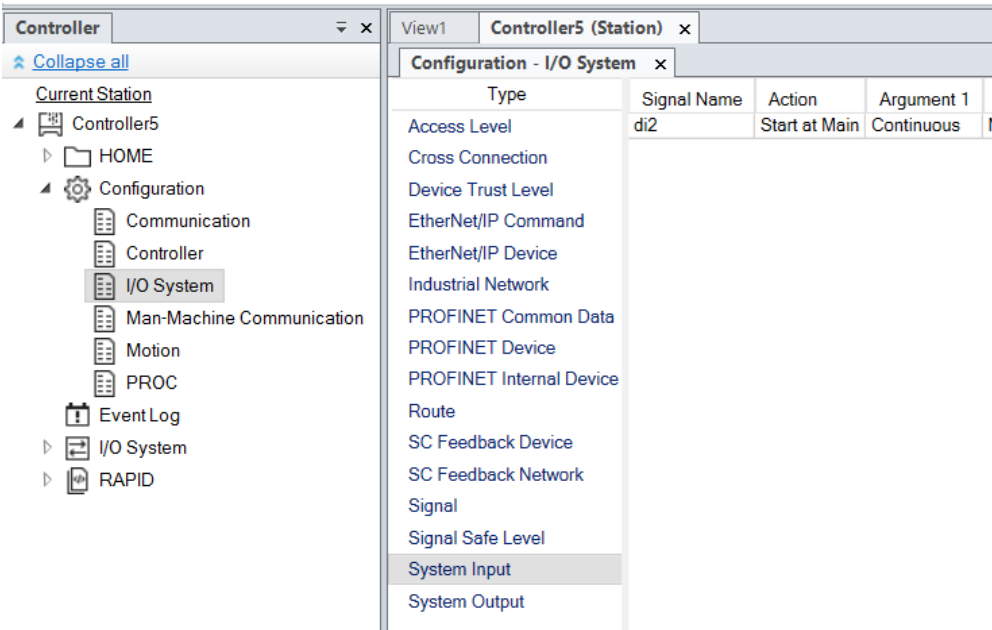 Controller
Collapse all
Current Station
Controller5
HOME
Configuration
Communication
Controller
I/O System
Man-Machine Communication
Motion
PROC
Event Log
I/O System
RAPID
View1 Controller5 (Station)
Configuration - I/O System
Type
Access Level
Cross Connection
Device Trust Level
EtherNet/IP Command
EtherNet/IP Device
Industrial Network
PROFINET Common Data
PROFINET Device
PROFINET Internal Device
Route
SC Feedback Device
SC Feedback Network
Signal
Signal Safe Level
System Input
System Output
Signal Name Action Argument 1
di2 Start at Main Continuous